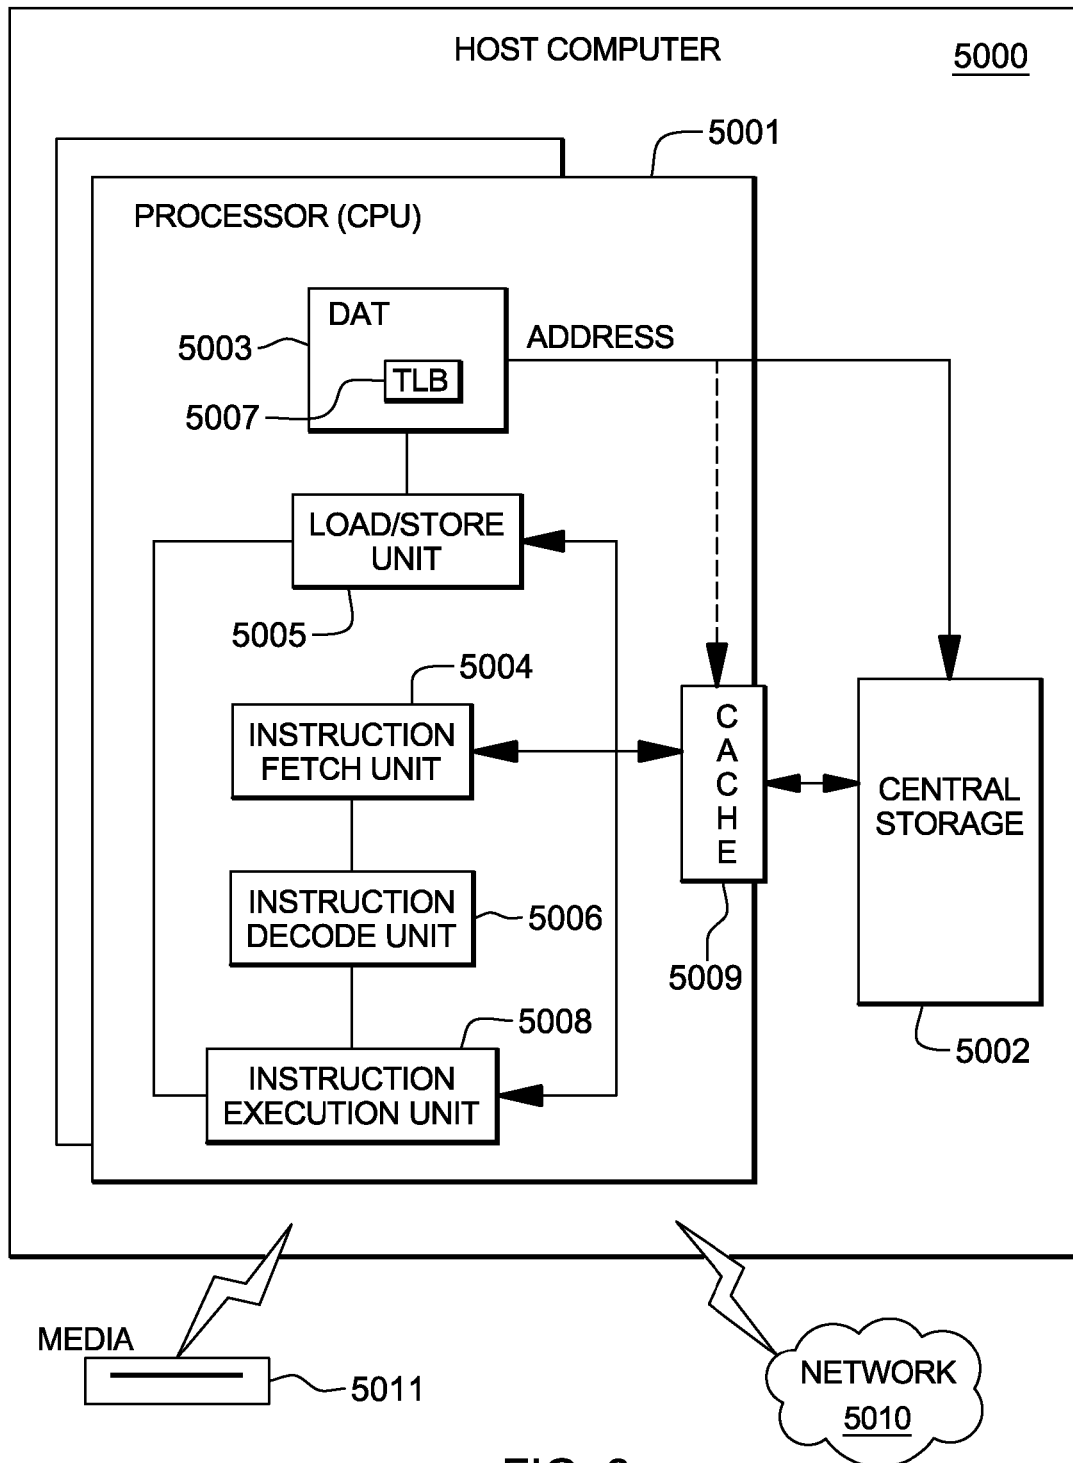 HOST COMPUTER
5000
5001
PROCESSOR (CPU)
DAT
5003
ADDRESS
TLB
5007
LOAD/STORE
UNIT
5005
5004
INSTRUCTION
FETCH UNIT
C
A
C
H
E
CENTRAL
STORAGE
INSTRUCTION
DECODE UNIT
5006
5009
5008
5002
INSTRUCTION
EXECUTION UNIT
MEDIA
5011
NETWORK
5010